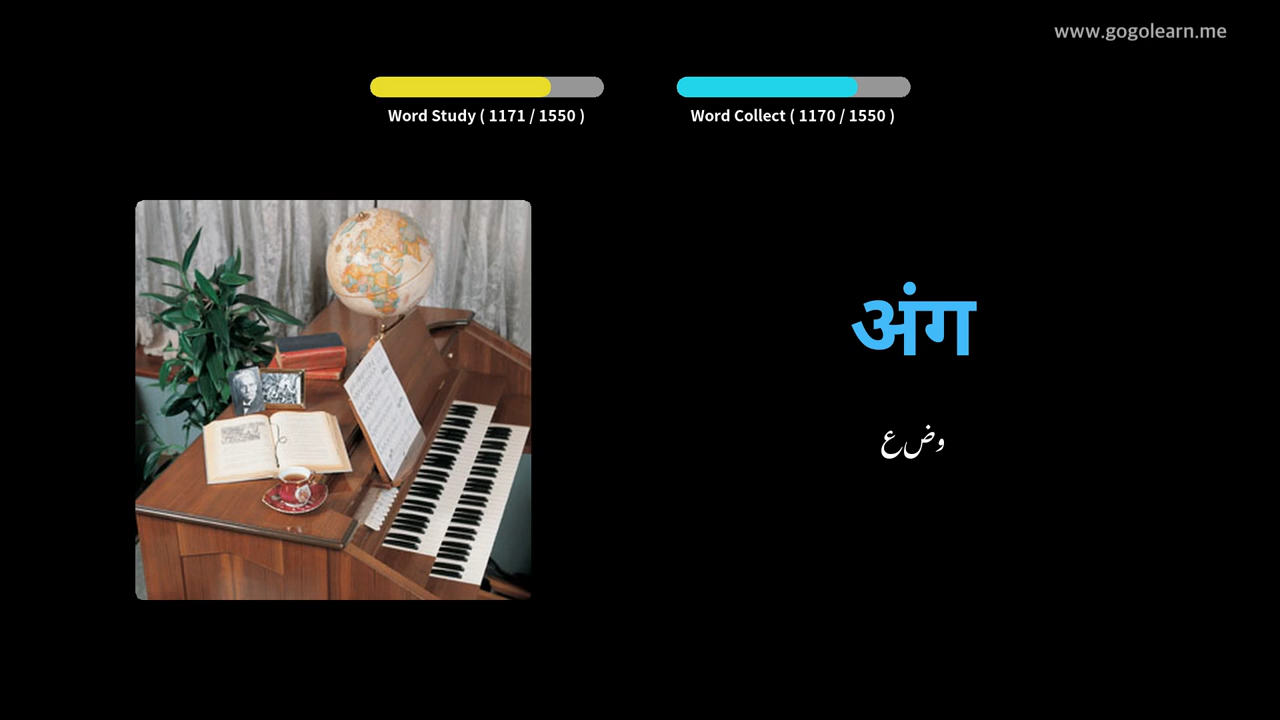 www.gogolearn.me
Word Study ( 1171 / 1550 )
Word Collect ( 1170 / 1550 )
अंग
وضع